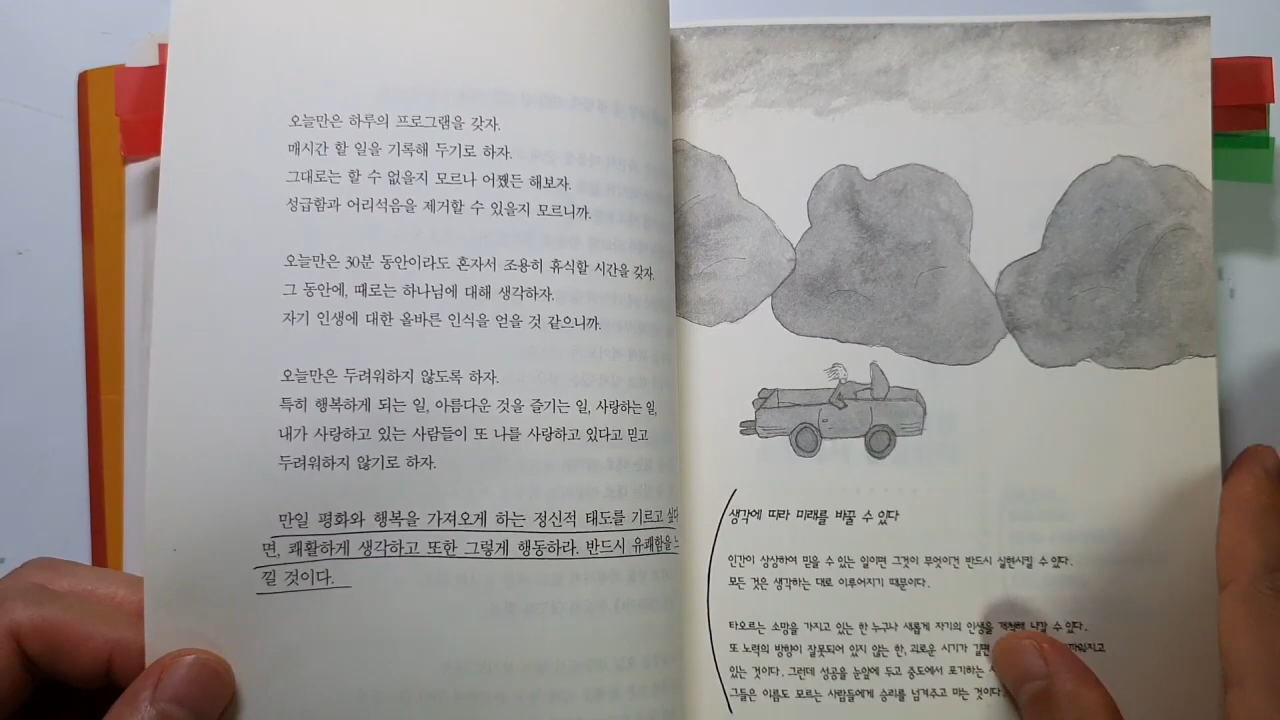 오늘만은 하루의 프로그램을 갖자.
매시간 할 일을 기록해 두기로 하자.
그대로는 할 수 없을지 모르나 어쨌든 해보자.
성급함과 어리석음을 제거할 수 있을지 모르니까.
오늘만은 30분 동안이라도 혼자서 조용히 휴식할 시간을 갖자.
그 동안에, 때로는 하나님에 대해 생각하자.
자기 인생에 대한 올바른 인식을 얻을 것 같으니까.
오늘만은 두려워하지 않도록 하자.
특히 행복하게 되는 일, 아름다운 것을 즐기는 일, 사랑하는 일,
내가 사랑하고 있는 사람들이 또 나를 사랑하고 있다고 믿고
두려워하지 않기로 하자.
만일 평화와 행복을 가져오게 하는 정신적 태도를 기르고 싶다
면, 쾌활하게 생각하고 또한 그렇게 행동하라. 반드시 유쾌함을 느
낄 것이다.
생각에 따라 미래를 바꿀 수 있다
인간이 상상하여 믿을 수 있는 일이면 그것이 무엇이건 반드시 실현시킬 수 있다.
모든 것은 생각하는 대로 이루어지기 때문이다.
타오르는 소망을 가지고 있는 한 누구나 새롭게 자기의 인생을 개척해 나갈 수 있다.
또 노력의 방향이 잘못되어 있지 않는 한, 괴로운 시기가 길면
있는 것이다. 그런데 성공을 눈앞에 두고 중도에서 포기하는
그들은 이름도 모르는 사람들에게 승리를 넘겨주고 마는 것이다.